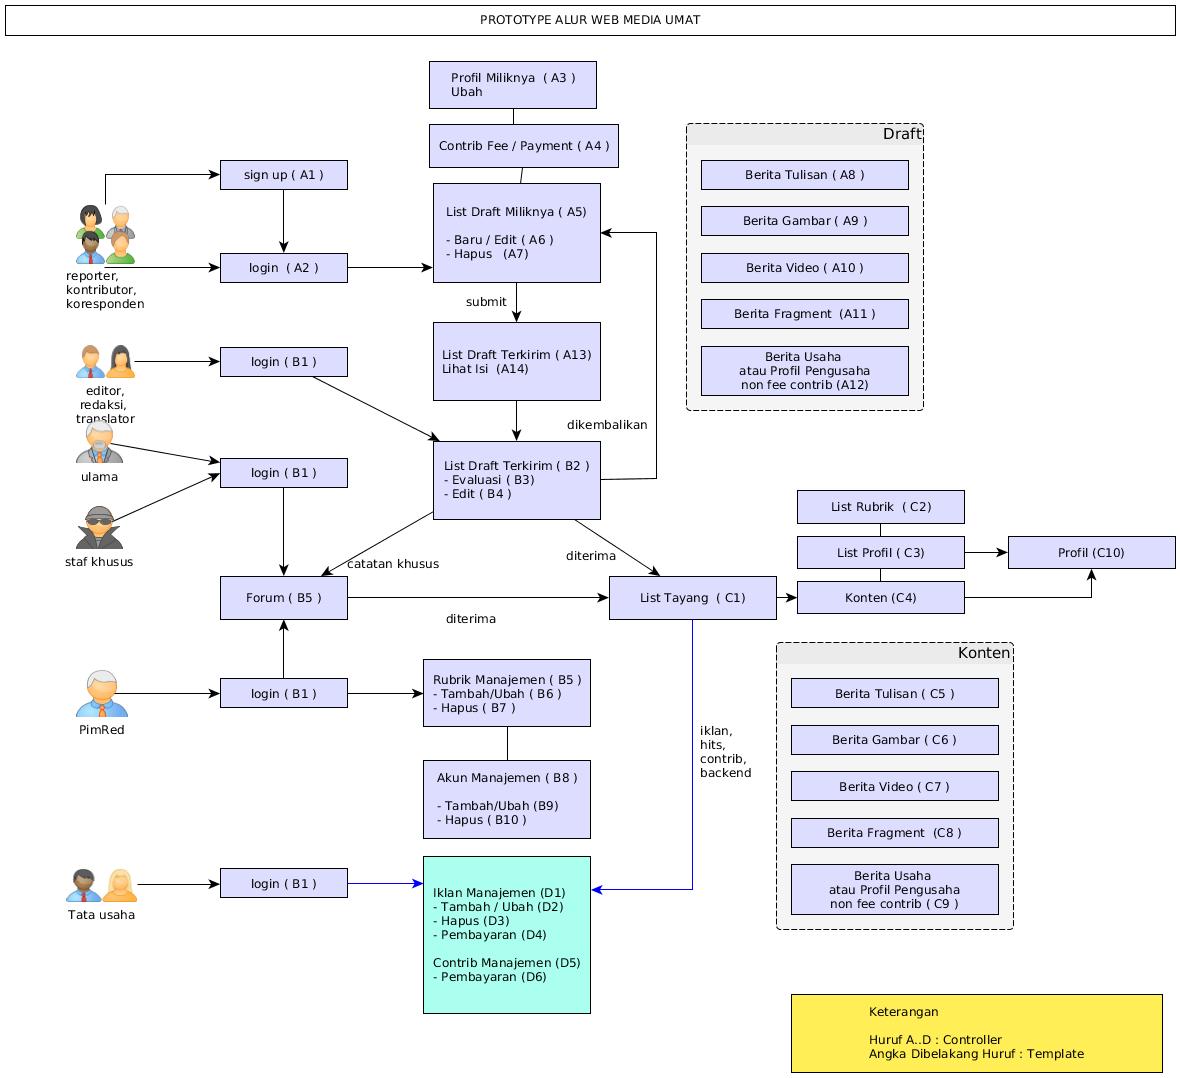 PROTOTYPE ALUR WEB MEDIA UMAT
Profil Miliknya ( A3 )
Ubah
Contrib Fee / Payment ( A4 )
sign up ( A1 )
List Draft Miliknya ( A5)
- Baru / Edit ( A6 )
- Hapus (A7)
login ( A2 )
reporter,
kontributor,
koresponden
submit
List Draft Terkirim ( A13)
Lihat Isi (A14)
login ( B1 )
editor,
redaksi,
translator
dikembalikan
List Draft Terkirim ( B2 )
- Evaluasi ( B3)
- Edit ( B4 )
ulama
login ( B1 )
staf khusus
catatan khusus
diterima
Forum ( B5 )
diterima
List Tayang ( C1)
List Rubrik ( C2)
List Profil ( C3)
Konten (C4)
Profil (C10)
Draft
Berita Tulisan ( A8 )
Berita Gambar ( A9 )
Berita Video ( A10 )
Berita Fragment (A11 )
Berita Usaha
atau Profil Pengusaha
non fee contrib (A12)
PimRed
login ( B1 )
Rubrik Manajemen ( B5 )
- Tambah/Ubah ( B6 )
- Hapus ( B7 )
Akun Manajemen ( B8 )
- Tambah/Ubah (B9)
- Hapus ( B10 )
iklan,
hits,
contrib,
backend
Konten
Berita Tulisan ( C5 )
Berita Gambar ( C6 )
Berita Video ( C7 )
Berita Fragment (C8 )
Berita Usaha
atau Profil Pengusaha
non fee contrib ( C9 )
Tata usaha
login ( B1 )
Iklan Manajemen (D1)
- Tambah / Ubah (D2)
- Hapus (D3)
- Pembayaran (D4)
Contrib Manajemen (D5)
- Pembayaran (D6)
Keterangan
Huruf A..D : Controller
Angka Dibelakang Huruf : Template